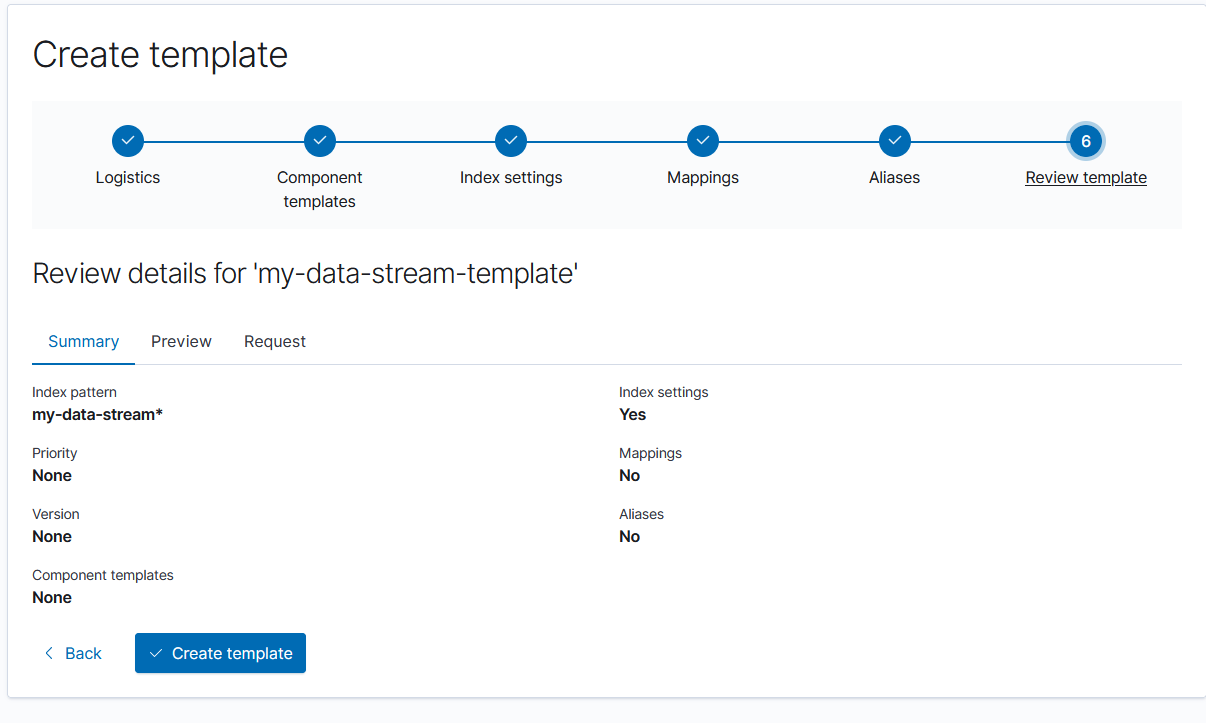 Create template
Logistics
Component
templates
Index settings
Mappings
Aliases
6
Review template
Review details for 'my-data-stream-template'
Summary
Preview
Request
Index pattern
my-data-stream*
Priority
None
Version
None
Component templates
None
Index settings
Yes
Mappings
No
Aliases
No
Back
Create template